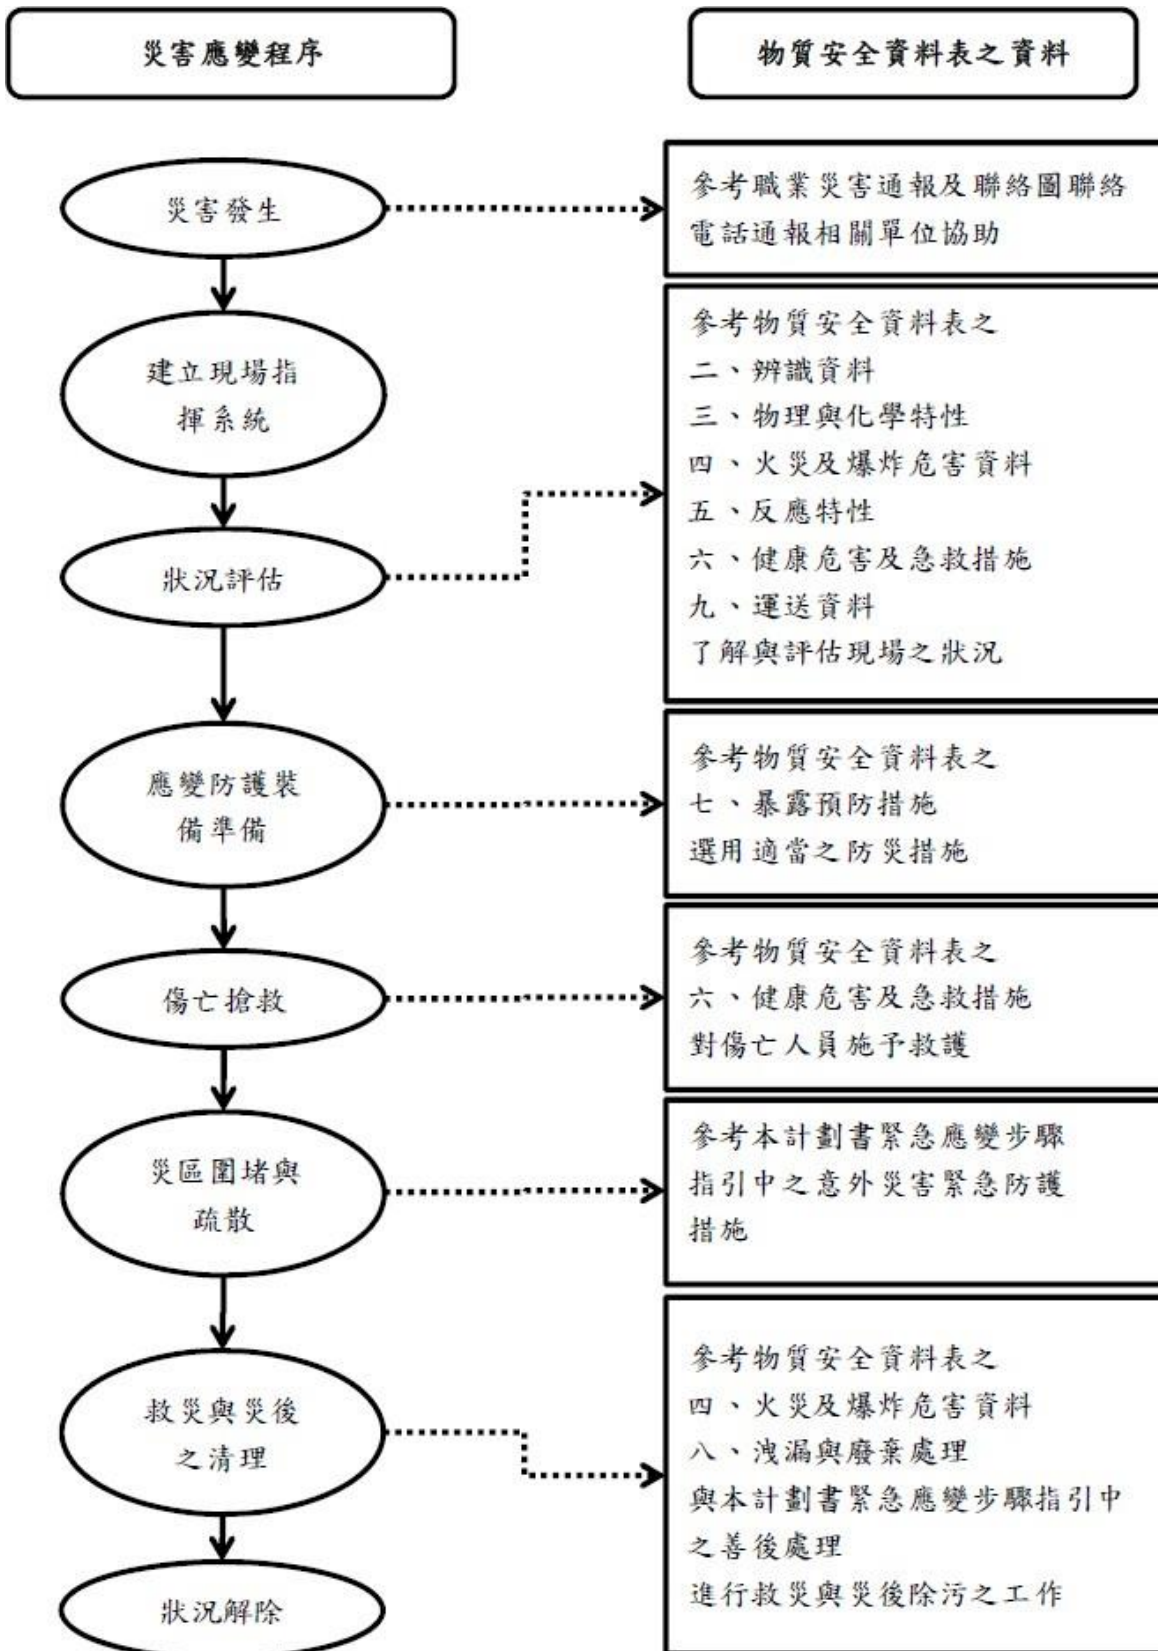 災害應變程序
物質安全資料表之資料
災害發生
參考職業災害通報及聯絡圖聯絡
電話通報相關單位協助
建立現場指
揮系統
狀況評估
參考物質安全資料表之
二、辨識資料
三、物理與化學特性
四、火災及爆炸危害資料
五、反應特性
六、健康危害及急救措施
九、運送資料
了解與評估現場之狀況
應變防護裝
備準備
參考物質安全資料表之
七、暴露預防措施
選用適當之防災措施
傷亡搶救
參考物質安全資料表之
六、健康危害及急救措施
對傷亡人員施予救護
災區圍堵與
疏散
參考本計劃書緊急應變步驟
指引中之意外災害緊急防護
措施
救災與災後
之清理
參考物質安全資料表之
四、火災及爆炸危害資料
八、洩漏與廢棄處理
與本計劃書緊急應變步驟指引中
之善後處理
進行救災與災後除污之工作
狀況解除